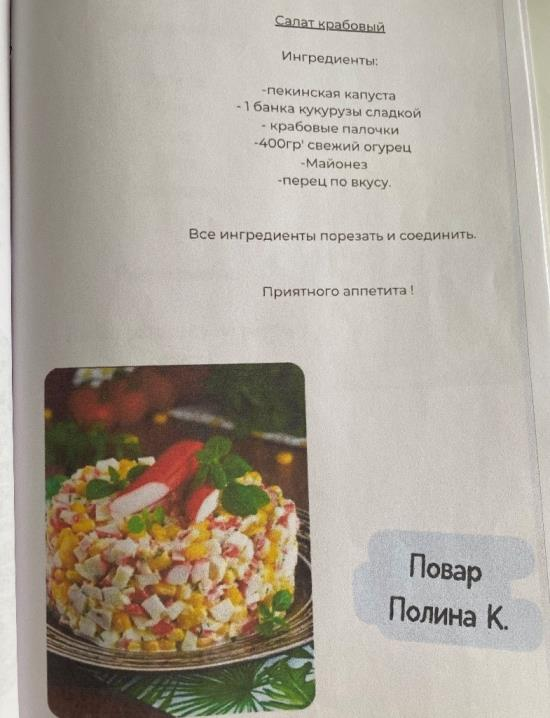 Салат крабовый
Ингредиенты:
-пекинская капуста
- 1 банка кукурузы сладкой
- крабовые палочки
-400гр' свежий огурец
-Майонез
-перец по вкусу.
Все ингредиенты порезать и соединить.
Приятного аппетита !
Повар
Полина К.